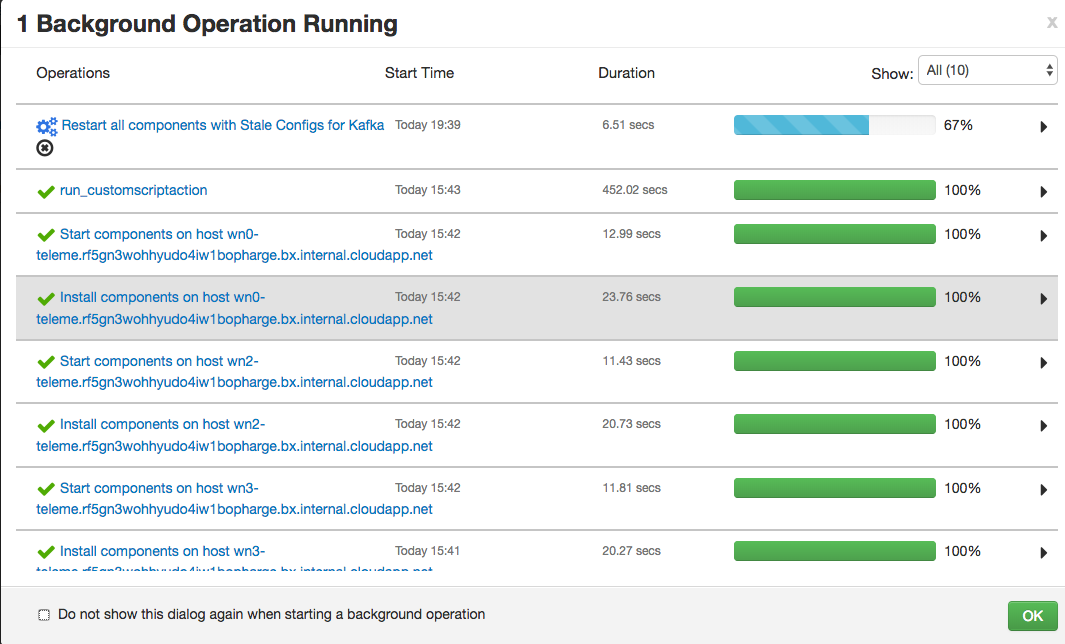 1 Background Operation Running
x
Operations Start Time Duration Show: All (10)
Restart all components with Stale Configs for Kafka Today 19:39 6.51 secs 67%
run_customscriptaction Today 15:43 452.02 secs 100%
Start components on host wn0- Today 15:42 12.99 secs 100%
teleme.rf5gn3wohhyudo4iw1bopharge.bx.internal.cloudapp.net
Install components on host wn0- Today 15:42 23.76 secs 100%
teleme.rf5gn3wohhyudo4iw1bopharge.bx.internal.cloudapp.net
Start components on host wn2- Today 15:42 11.43 secs 100%
teleme.rf5gn3wohhyudo4iw1bopharge.bx.internal.cloudapp.net
Install components on host wn2- Today 15:42 20.73 secs 100%
teleme.rf5gn3wohhyudo4iw1bopharge.bx.internal.cloudapp.net
Start components on host wn3- Today 15:42 11.81 secs 100%
teleme.rf5gn3wohhyudo4iw1bopharge.bx.internal.cloudapp.net
Install components on host wn3- Today 15:41 20.27 secs 100%
Do not show this dialog again when starting a background operation
OK